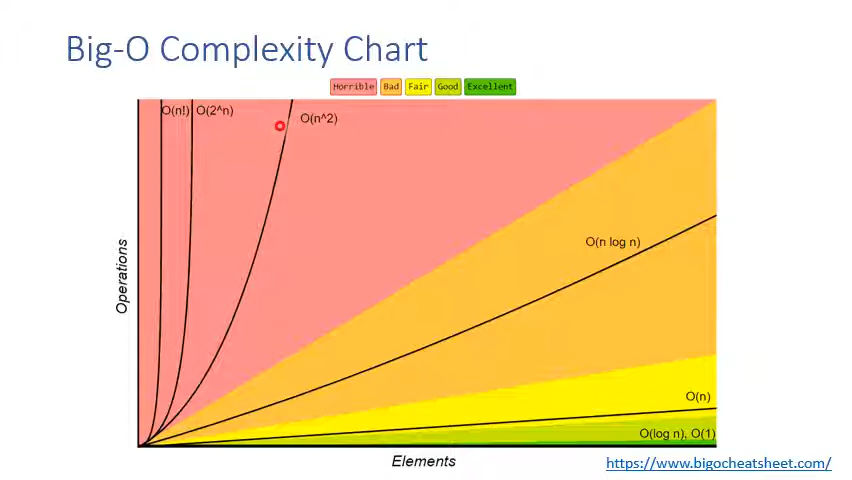 Big-O Complexity Chart
Horrible Bad Fair Good Excellent
O(n!) O(2^n)
O(n^2)
O(n log n)
O(n)
O(log n), O(1)
Operations
Elements
https://www.bigocheatsheet.com/